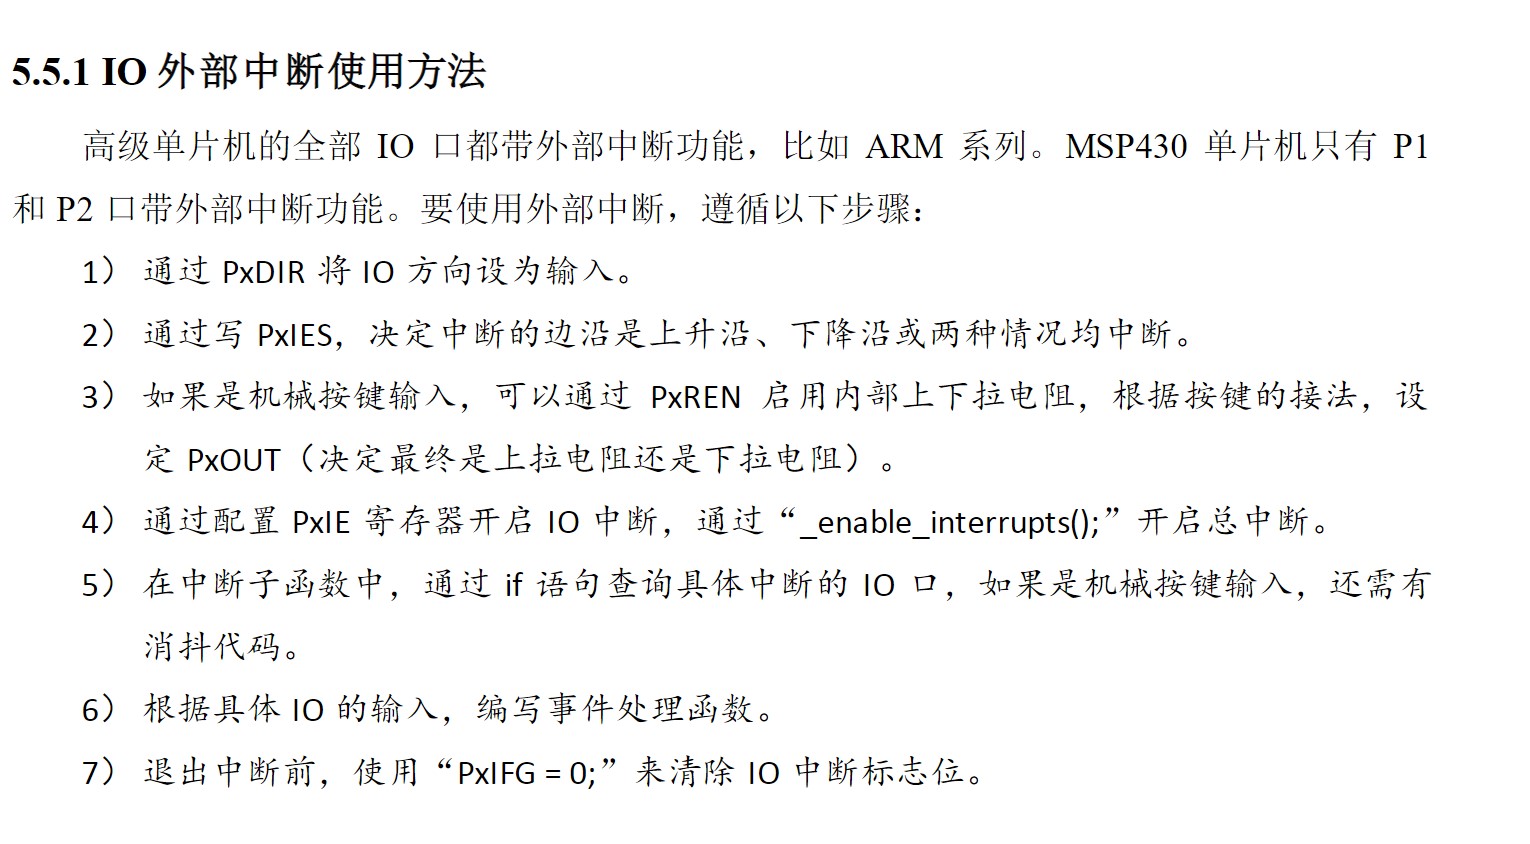 5.5.1 IO 外部中断使用方法
高级单片机的全部 IO 口都带外部中断功能，比如 ARM 系列。MSP430 单片机只有 P1
和 P2 口带外部中断功能。要使用外部中断，遵循以下步骤：
1） 通过 PxDIR 将 IO 方向设为输入。
2） 通过写 PxIES，决定中断的边沿是上升沿、下降沿或两种情况均中断。
3） 如果是机械按键输入，可以通过 PxREN 启用内部上下拉电阻，根据按键的接法，设
定 PxOUT（决定最终是上拉电阻还是下拉电阻）。
4） 通过配置 PxIE 寄存器开启 IO 中断，通过“_enable_interrupts();”开启总中断。
5） 在中断子函数中，通过 if 语句查询具体中断的 IO 口，如果是机械按键输入，还需有
消抖代码。
6） 根据具体 IO 的输入，编写事件处理函数。
7） 退出中断前，使用“PxIFG = 0;”来清除 IO 中断标志位。